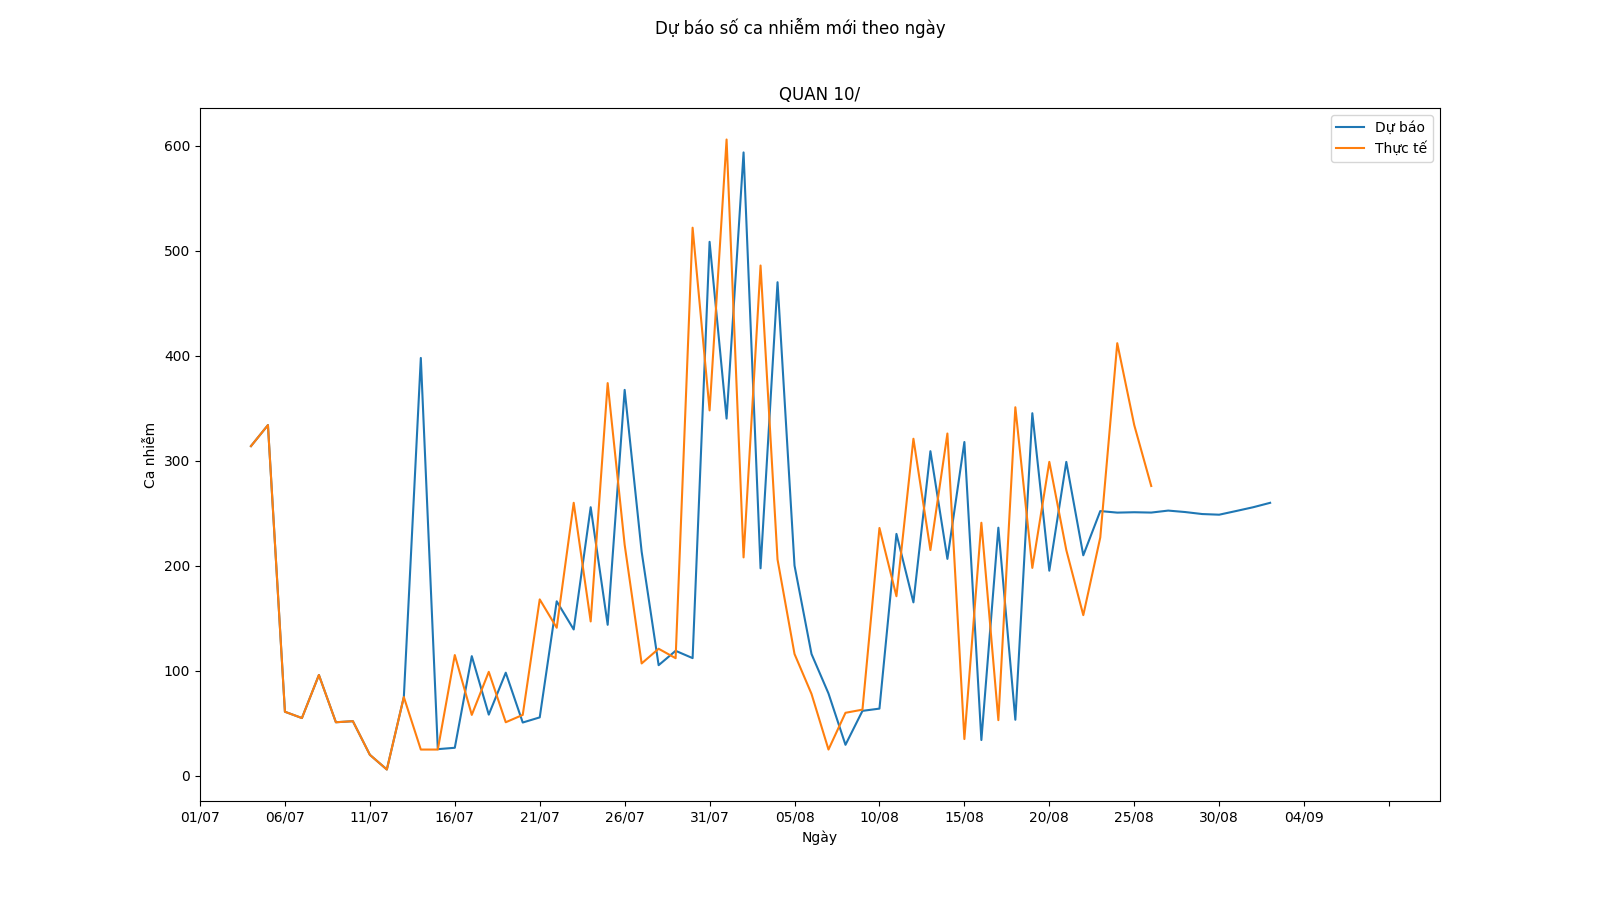 Dự báo số ca nhiễm mới theo ngày
QUAN 10/
Dự báo
Thực tế
600
500
400
300
200
100
0
Ca nhiễm
01/07 06/07 11/07 16/07 21/07 26/07 31/07 05/08 10/08 15/08 20/08 25/08 30/08 04/09
Ngày